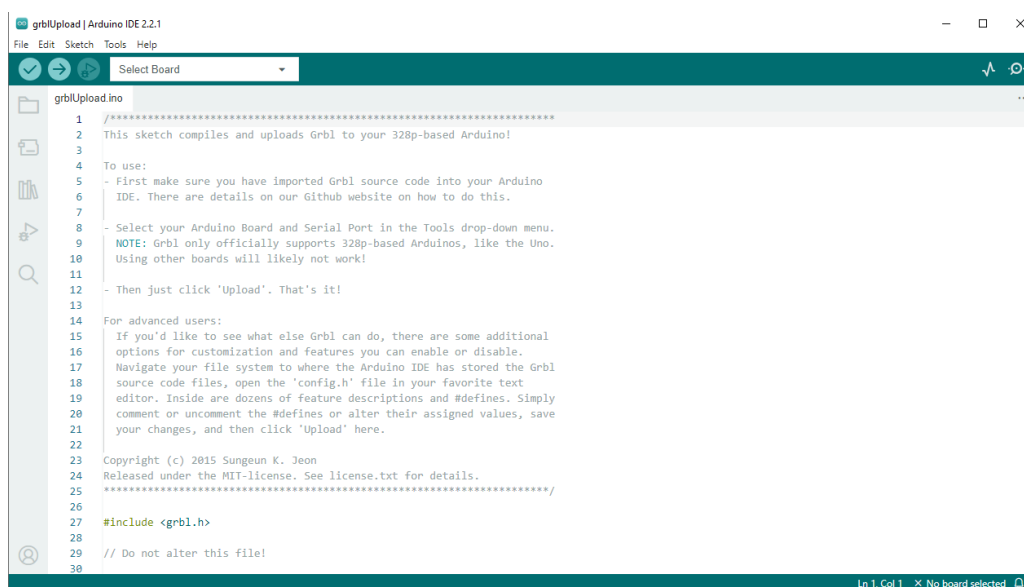 grblUpload | Arduino IDE 2.2.1
File Edit Sketch Tools Help
Select Board
grblUpload.ino
1 /***********************************************************************
2 This sketch compiles and uploads Grbl to your 328p-based Arduino!
3
4 To use:
5 - First make sure you have imported Grbl source code into your Arduino
6 IDE. There are details on our Github website on how to do this.
7
8 - Select your Arduino Board and Serial Port in the Tools drop-down menu.
9 NOTE: Grbl only officially supports 328p-based Arduinos, like the Uno.
10 Using other boards will likely not work!
11
12 - Then just click 'Upload'. That's it!
13
14 For advanced users:
15 If you'd like to see what else Grbl can do, there are some additional
16 options for customization and features you can enable or disable.
17 Navigate your file system to where the Arduino IDE has stored the Grbl
18 source code files, open the 'config.h' file in your favorite text
19 editor. Inside are dozens of feature descriptions and #defines. Simply
20 comment or uncomment the #defines or alter their assigned values, save
21 your changes, and then click 'Upload' here.
22
23 Copyright (c) 2015 Sungeun K. Jeon
24 Released under the MIT-license. See license.txt for details.
25 ***********************************************************************/
26
27 #include <grbl.h>
28
29 // Do not alter this file!
30
Ln 1, Col 1 × No board selected